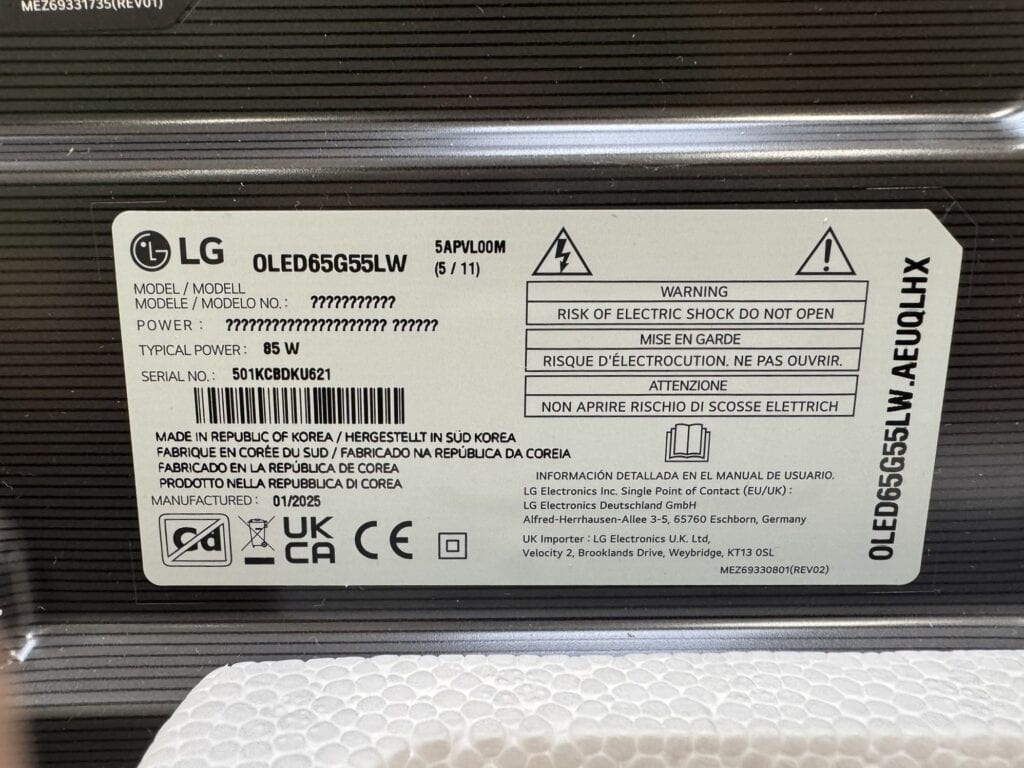 MEZ69331735(REV01)
LG
OLED65G55LW
5APVL00M
(5 / 11)
MODEL / MODELL
MODELE / MODELO NO. : ???????????
POWER : ????????????????????? ??????
TYPICAL POWER : 85 W
SERIAL NO. : 501KCBDKU621
MADE IN REPUBLIC OF KOREA / HERGESTELLT IN SÜD KOREA
FABRIQUE EN CORÉE DU SUD / FABRICADO NA REPÚBLICA DA COREIA
FABRICADO EN LA REPÚBLICA DE COREA
PRODOTTO NELLA REPUBBLICA DI COREA
MANUFACTURED : 01/2025
Cd
UK
CA
CE
WARNING
RISK OF ELECTRIC SHOCK DO NOT OPEN
MISE EN GARDE
RISQUE D'ÉLECTROCUTION. NE PAS OUVRIR.
ATTENZIONE
NON APRIRE RISCHIO DI SCOSSE ELETTRICH
INFORMACIÓN DETALLADA EN EL MANUAL DE USUARIO.
LG Electronics Inc. Single Point of Contact (EU/UK) :
LG Electronics Deutschland GmbH
Alfred-Herrhausen-Allee 3-5, 65760 Eschborn, Germany
UK Importer : LG Electronics U.K. Ltd,
Velocity 2, Brooklands Drive, Weybridge, KT13 0SL
MEZ69330801(REV02)
OLED65G55LW.AEUQLHX